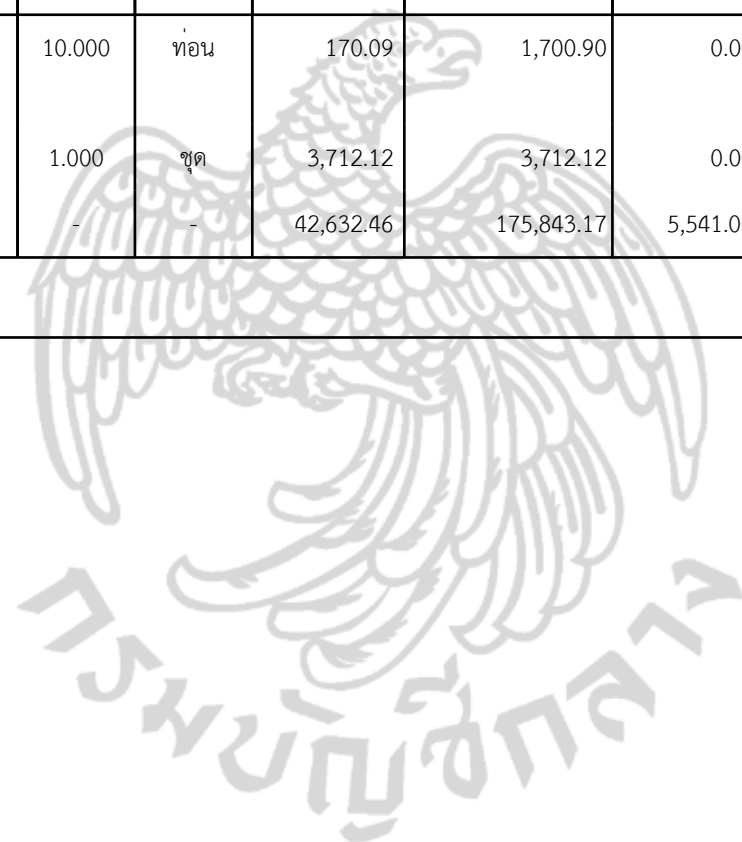 10.000 ท่อน 170.09 1,700.90 0.0
1.000 ชุด 3,712.12 3,712.12 0.0
- - 42,632.46 175,843.17 5,541.0
กรมบัญชีกลาง